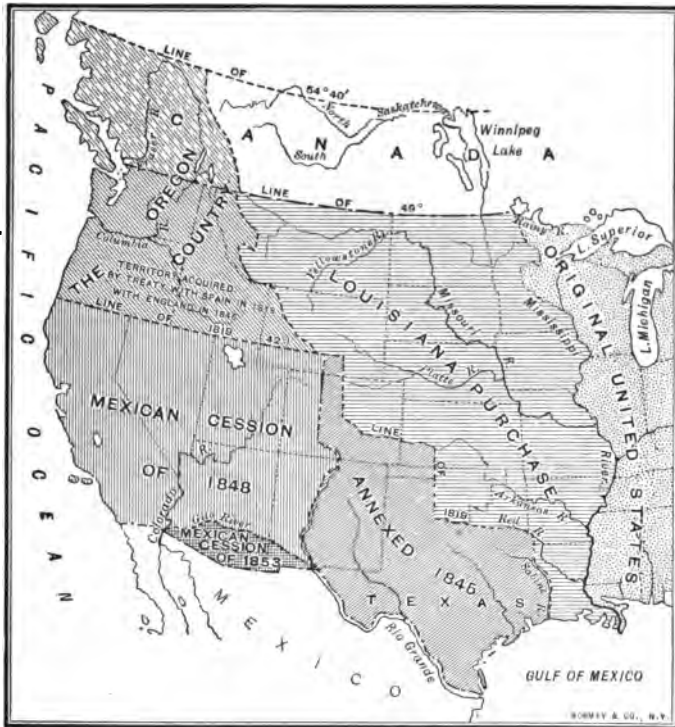 LINE OF 54° 40'
PACIFIC OCEAN
CANADA
North
Saskatchew
South
Winnipeg
Lake
LINE OF 49°
Rainy R.
L. Superior
L. Michigan
THE OREGON COUNTRY
Columbia R.
TERRITORY ACQUIRED
BY TREATY WITH SPAIN IN 1819
WITH ENGLAND IN 1846
LINE OF 1819 42°
Yellowstone R.
Missouri R.
LOUISIANA PURCHASE
Platte R.
Mississippi River
ORIGINAL UNITED STATES
MEXICAN CESSION
OF 1848
Colorado R.
Gila River
MEXICAN
CESSION
OF 1853
LINE OF 1819
Arkansas R.
Red R.
Sabine R.
ANNEXED 1845
TEXAS
Rio Grande
MEXICO
GULF OF MEXICO
BORMAY & CO., N.Y.